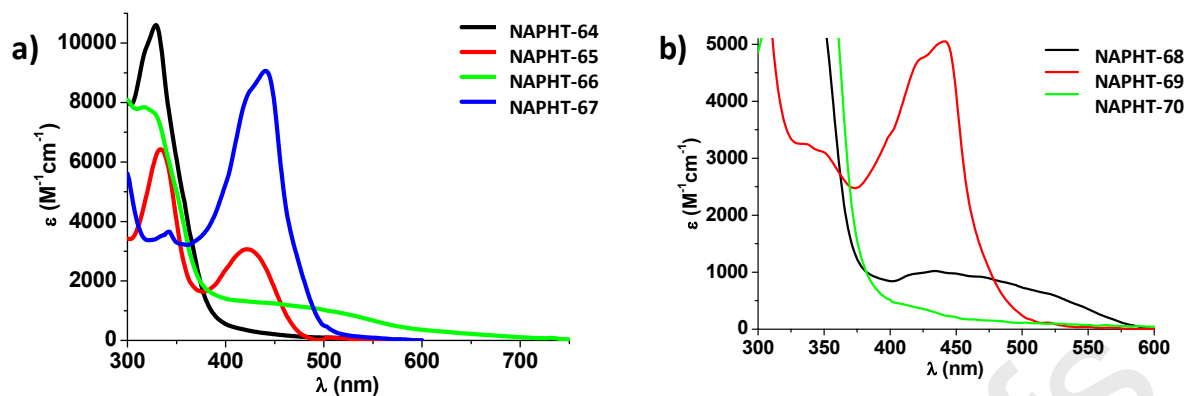 a)
NAPHT-64
NAPHT-65
NAPHT-66
NAPHT-67
ε (M⁻¹cm⁻¹)
10000
8000
6000
4000
2000
0
300 400 500 600 700
λ (nm)
b)
NAPHT-68
NAPHT-69
NAPHT-70
ε (M⁻¹cm⁻¹)
5000
4000
3000
2000
1000
0
300 350 400 450 500 550 600
λ (nm)